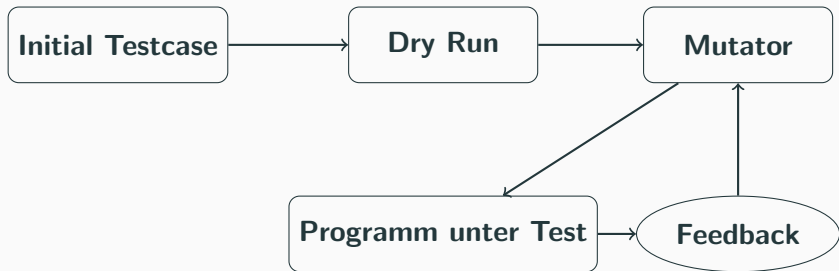 Initial Testcase
Dry Run
Mutator
Programm unter Test
Feedback